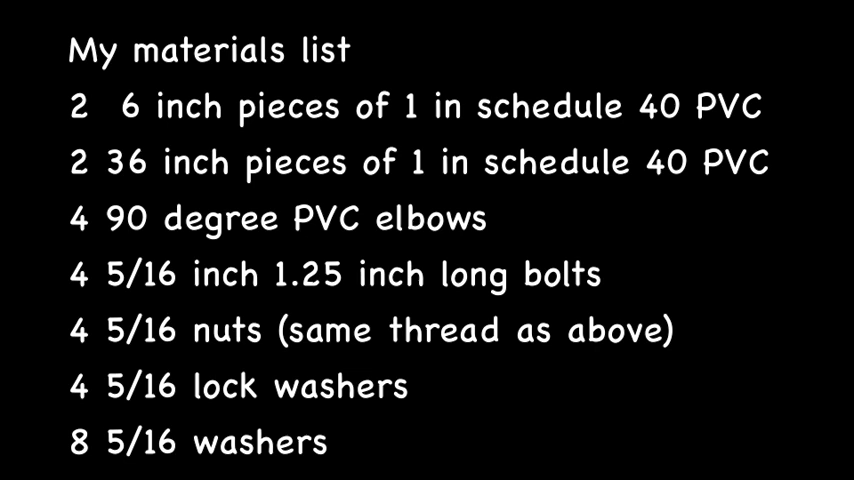 My materials list
2 6 inch pieces of 1 in schedule 40 PVC
2 36 inch pieces of 1 in schedule 40 PVC
4 90 degree PVC elbows
4 5/16 inch 1.25 inch long bolts
4 5/16 nuts (same thread as above)
4 5/16 lock washers
8 5/16 washers